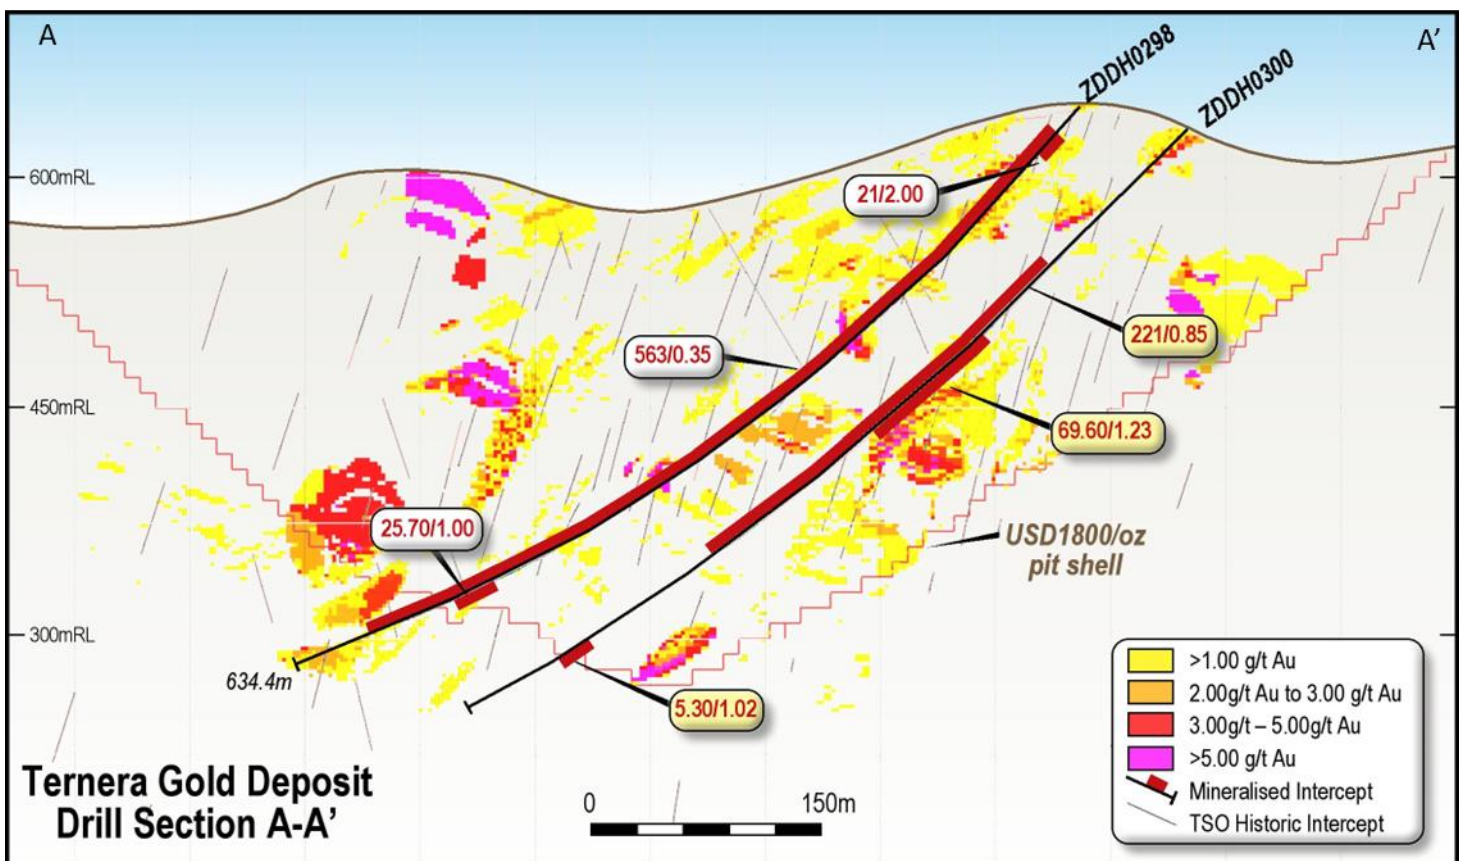 A
A'
ZDDH0298
ZDDH0300
600mRL
21/2.00
563/0.35
221/0.85
450mRL
69.60/1.23
25.70/1.00
USD1800/oz
pit shell
300mRL
634.4m
5.30/1.02
>1.00 g/t Au
2.00g/t Au to 3.00 g/t Au
3.00g/t – 5.00g/t Au
>5.00 g/t Au
Mineralised Intercept
TSO Historic Intercept
Ternera Gold Deposit
Drill Section A-A’
0 150m